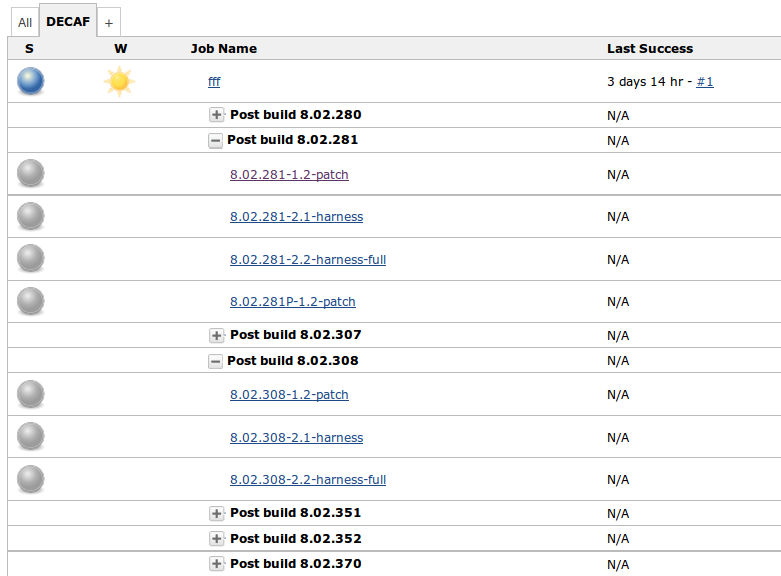 All DECAF +
S W Job Name Last Success
fff 3 days 14 hr - #1
Post build 8.02.280 N/A
Post build 8.02.281 N/A
8.02.281-1.2-patch N/A
8.02.281-2.1-harness N/A
8.02.281-2.2-harness-full N/A
8.02.281P-1.2-patch N/A
Post build 8.02.307 N/A
Post build 8.02.308 N/A
8.02.308-1.2-patch N/A
8.02.308-2.1-harness N/A
8.02.308-2.2-harness-full N/A
Post build 8.02.351 N/A
Post build 8.02.352 N/A
Post build 8.02.370 N/A